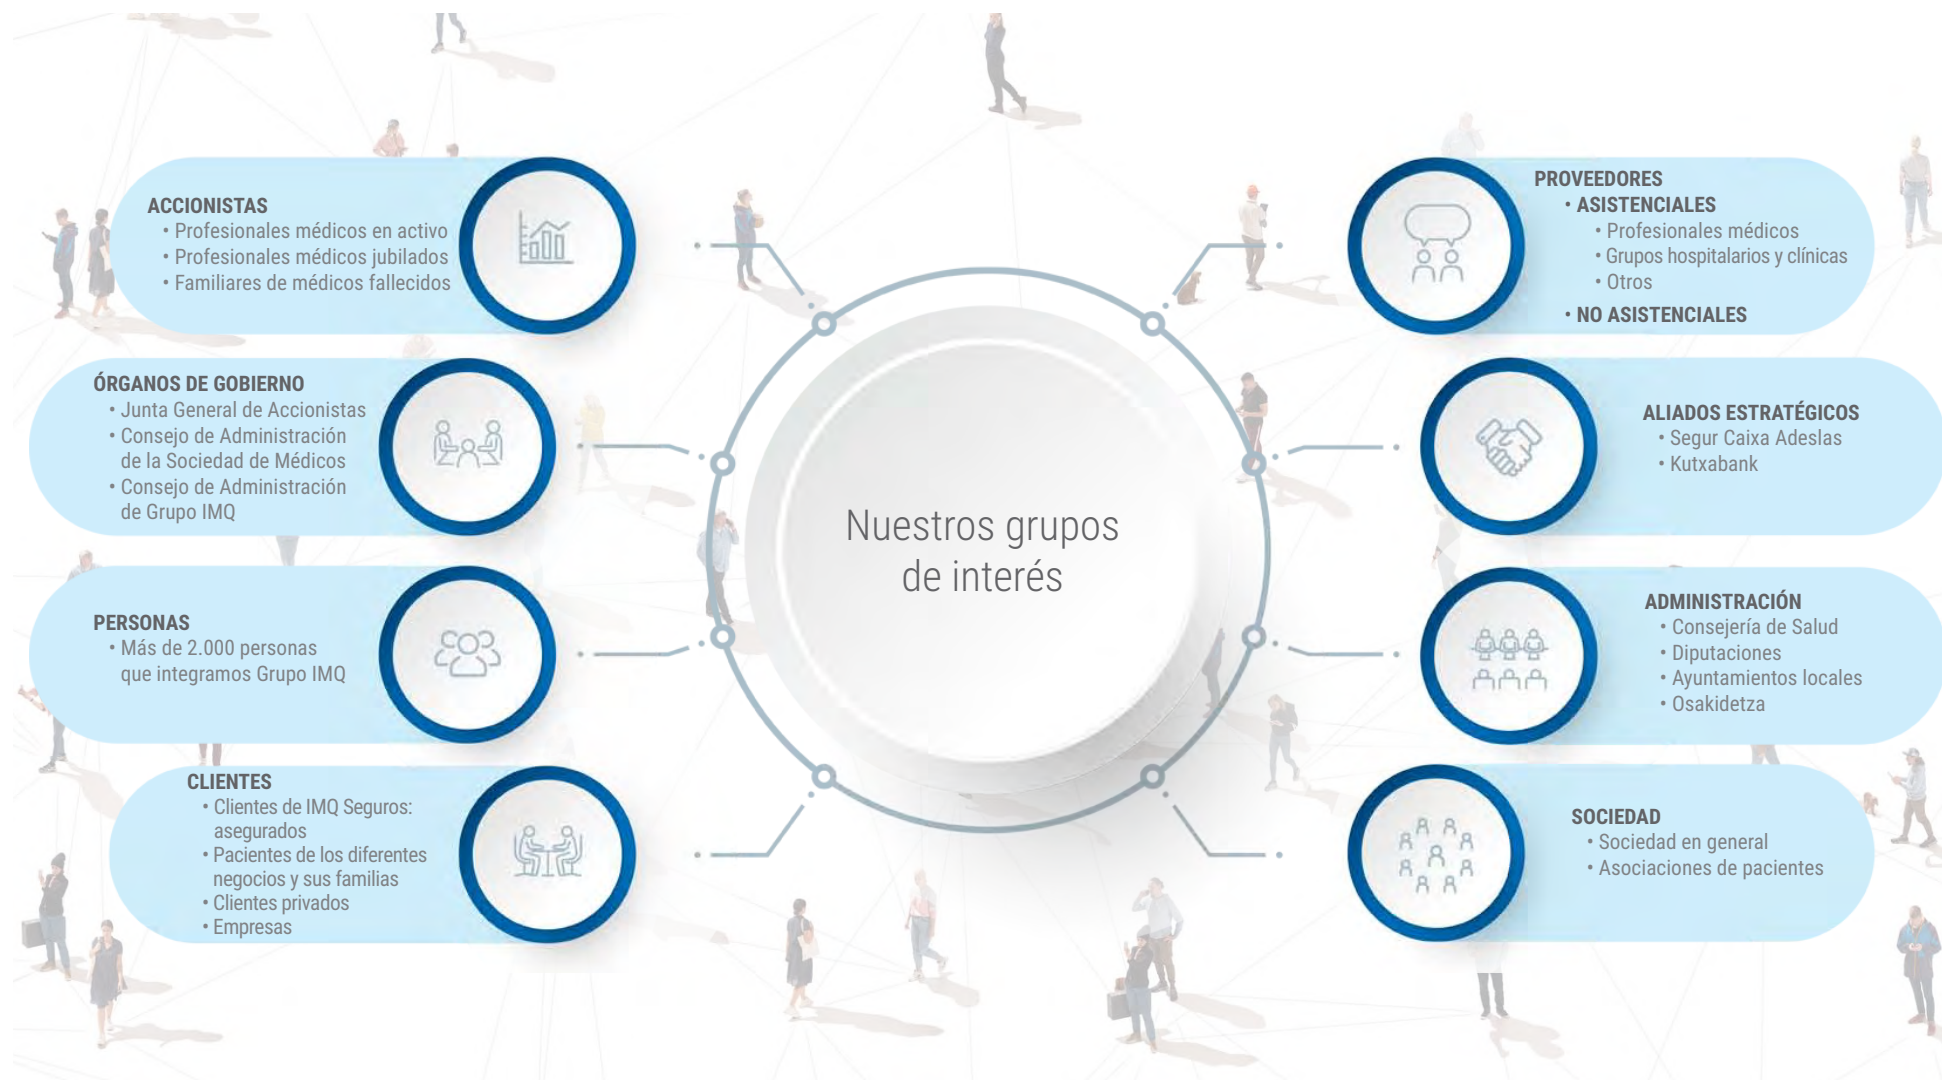 ACCIONISTAS
• Profesionales médicos en activo
• Profesionales médicos jubilados
• Familiares de médicos fallecidos
ÓRGANOS DE GOBIERNO
• Junta General de Accionistas
• Consejo de Administración
de la Sociedad de Médicos
• Consejo de Administración
de Grupo IMQ
PERSONAS
• Más de 2.000 personas
que integramos Grupo IMQ
CLIENTES
• Clientes de IMQ Seguros:
asegurados
• Pacientes de los diferentes
negocios y sus familias
• Clientes privados
• Empresas
Nuestros grupos
de interés
PROVEEDORES
• ASISTENCIALES
• Profesionales médicos
• Grupos hospitalarios y clínicas
• Otros
• NO ASISTENCIALES
ALIADOS ESTRATÉGICOS
• Segur Caixa Adeslas
• Kutxabank
ADMINISTRACIÓN
• Consejería de Salud
• Diputaciones
• Ayuntamientos locales
• Osakidetza
SOCIEDAD
• Sociedad en general
• Asociaciones de pacientes